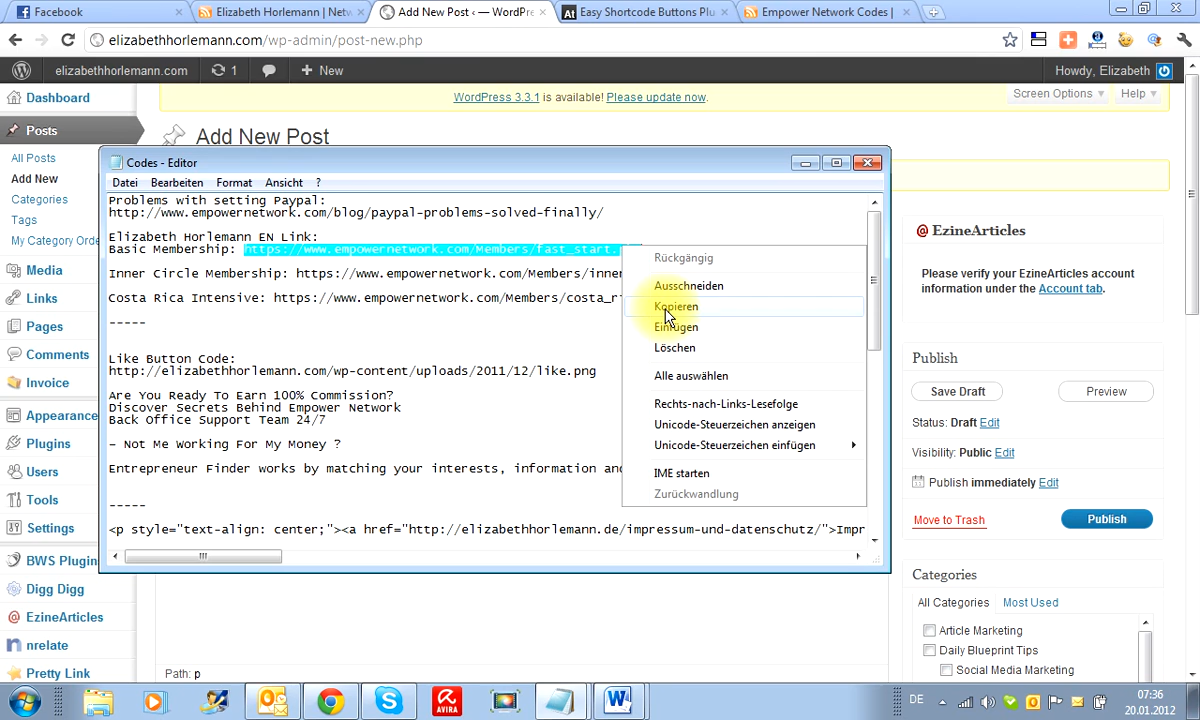 Facebook
Elizabeth Horlemann | Netw
Add New Post ‹ — WordPre
At
Easy Shortcode Buttons Plu
Empower Network Codes |
elizabethhorlemann.com/wp-admin/post-new.php
elizabethhorlemann.com
1
New
Howdy, Elizabeth
Dashboard
WordPress 3.3.1 is available! Please update now.
Screen Options
Help
Posts
Add New Post
All Posts
Add New
Categories
Tags
My Category Orde
Media
Links
Pages
Comments
Invoice
Appearance
Plugins
Users
Tools
Settings
BWS Plugin
Digg Digg
EzineArticles
nrelate
Pretty Link
Codes - Editor
Datei Bearbeiten Format Ansicht ?
Problems with setting Paypal:
http://www.empowernetwork.com/blog/paypal-problems-solved-finally/
Elizabeth Horlemann EN Link:
Basic Membership: https://www.empowernetwork.com/Members/fast_start.
Inner Circle Membership: https://www.empowernetwork.com/Members/inner
Costa Rica Intensive: https://www.empowernetwork.com/Members/costa_r
-----
Like Button Code:
http://elizabethhorlemann.com/wp-content/uploads/2011/12/like.png
Are You Ready To Earn 100% Commission?
Discover Secrets Behind Empower Network
Back Office Support Team 24/7
– Not Me Working For My Money ?
Entrepreneur Finder works by matching your interests, information and
-----
<p style="text-align: center;"><a href="http://elizabethhorlemann.de/impressum-und-datenschutz/">Impr
Rückgängig
Ausschneiden
Kopieren
Einfügen
Löschen
Alle auswählen
Rechts-nach-Links-Lesefolge
Unicode-Steuerzeichen anzeigen
Unicode-Steuerzeichen einfügen
IME starten
Zurückwandlung
Path: p
EzineArticles
Please verify your EzineArticles account
information under the Account tab.
Publish
Save Draft
Preview
Status: Draft Edit
Visibility: Public Edit
Publish immediately Edit
Move to Trash
Publish
Categories
All Categories
Most Used
Article Marketing
Daily Blueprint Tips
Social Media Marketing
AVIRA
DE
07:36
20.01.2012